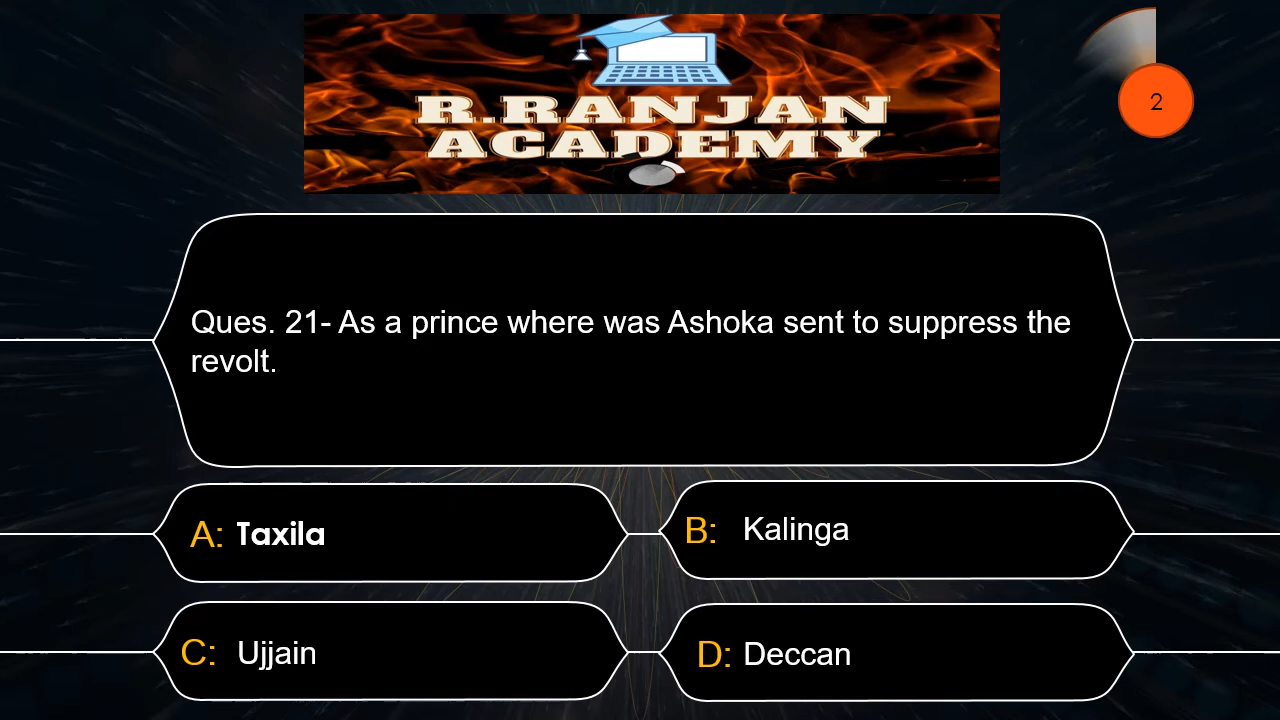 R.RANJAN
ACADEMY
2
Ques. 21- As a prince where was Ashoka sent to suppress the
revolt.
A: Taxila
B: Kalinga
C: Ujjain
D: Deccan